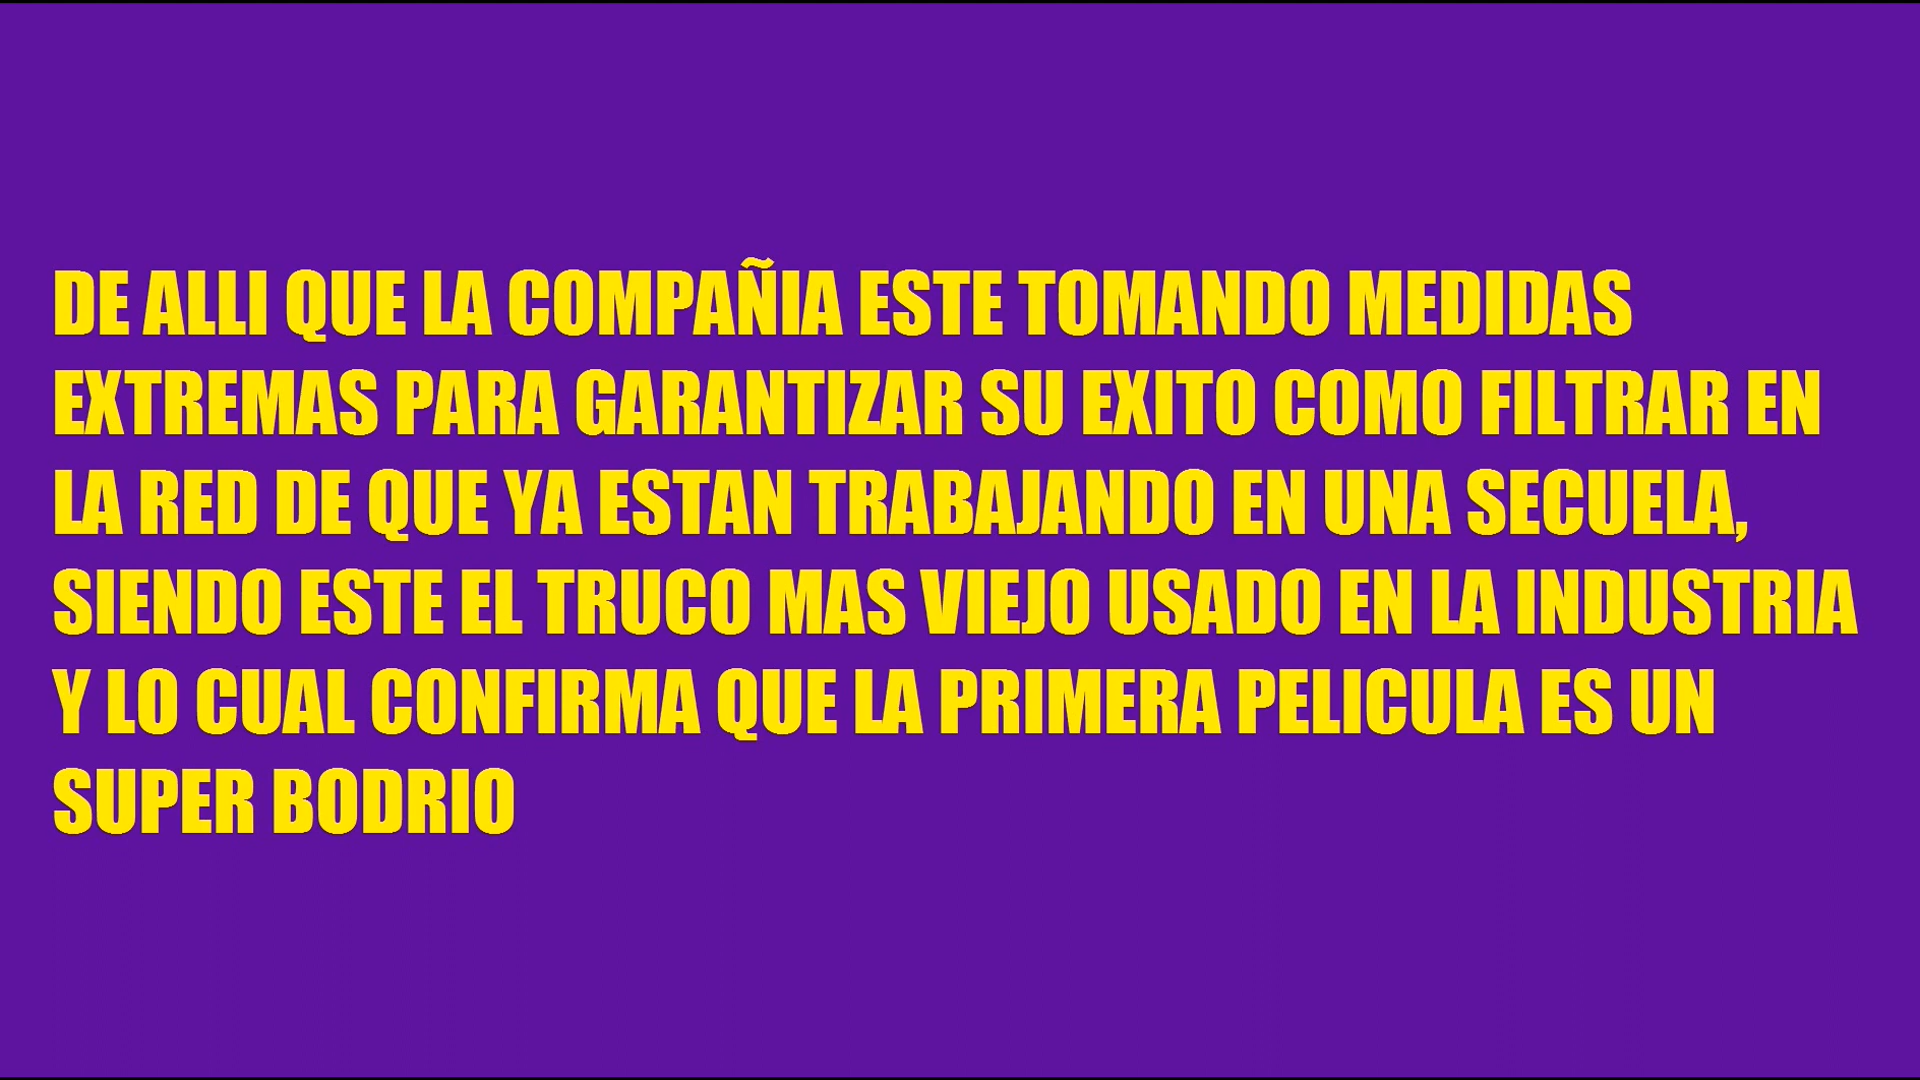 DE ALLI QUE LA COMPAÑIA ESTE TOMANDO MEDIDAS
EXTREMAS PARA GARANTIZAR SU EXITO COMO FILTRAR EN
LA RED DE QUE YA ESTAN TRABAJANDO EN UNA SECUELA,
SIENDO ESTE EL TRUCO MAS VIEJO USADO EN LA INDUSTRIA
Y LO CUAL CONFIRMA QUE LA PRIMERA PELICULA ES UN
SUPER BODRIO